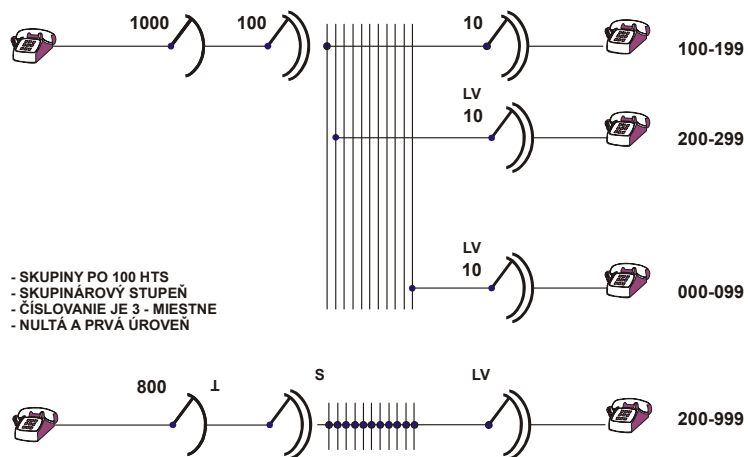 1000 100 10
100-199
LV
10
200-299
LV
10
000-099
- SKUPINY PO 100 HTS
- SKUPINÁROVÝ STUPEŇ
- ČÍSLOVANIE JE 3 - MIESTNE
- NULTÁ A PRVÁ ÚROVEŇ
800 ⊥ S LV
200-999